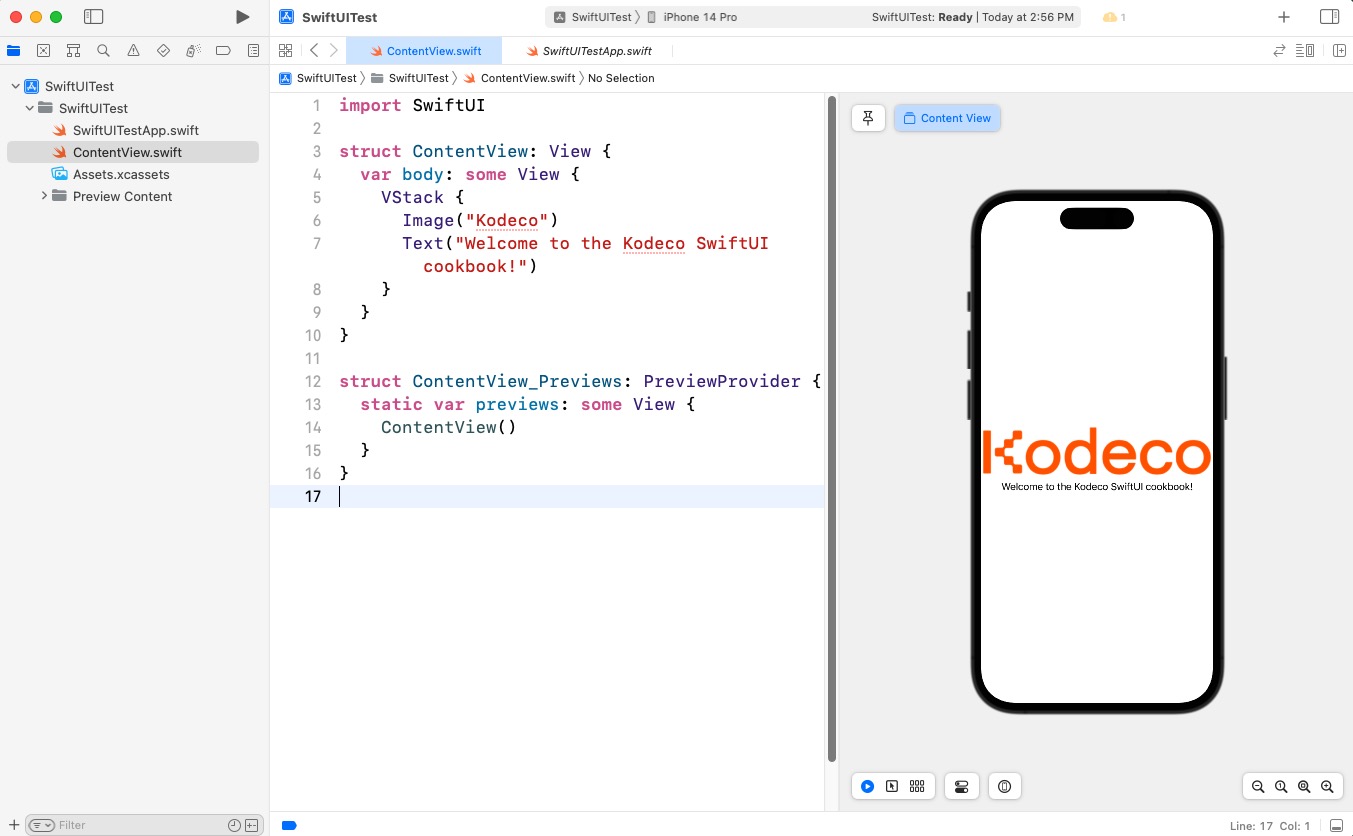 SwiftUITest
SwiftUITest iPhone 14 Pro SwiftUITest: Ready | Today at 2:56 PM 1
ContentView.swift SwiftUITestApp.swift
SwiftUITest SwiftUITest ContentView.swift No Selection
SwiftUITest
SwiftUITest
SwiftUITestApp.swift
ContentView.swift
Assets.xcassets
Preview Content
1 import SwiftUI
2
3 struct ContentView: View {
4 var body: some View {
5 VStack {
6 Image("Kodeco")
7 Text("Welcome to the Kodeco SwiftUI
cookbook!")
8 }
9 }
10 }
11
12 struct ContentView_Previews: PreviewProvider {
13 static var previews: some View {
14 ContentView()
15 }
16 }
17
Content View
Kodeco
Welcome to the Kodeco SwiftUI cookbook!
Filter
Line: 17 Col: 1